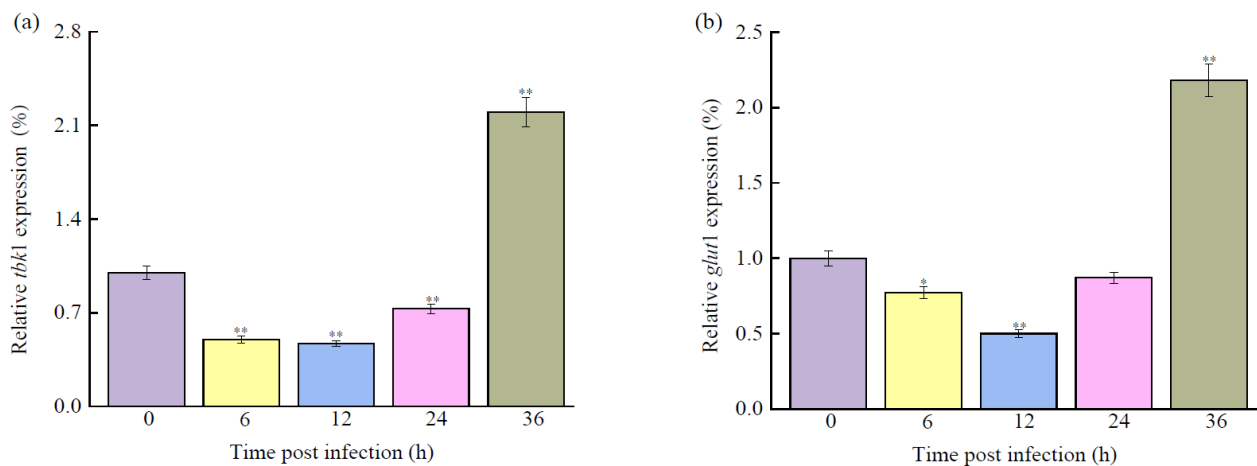 (a)
2.8
2.1
1.4
0.7
0.0
Relative tbk1 expression (%)
**
**
**
**
0 6 12 24 36
Time post infection (h)
(b)
2.5
2.0
1.5
1.0
0.5
0.0
Relative glut1 expression (%)
*
**
**
0 6 12 24 36
Time post infection (h)